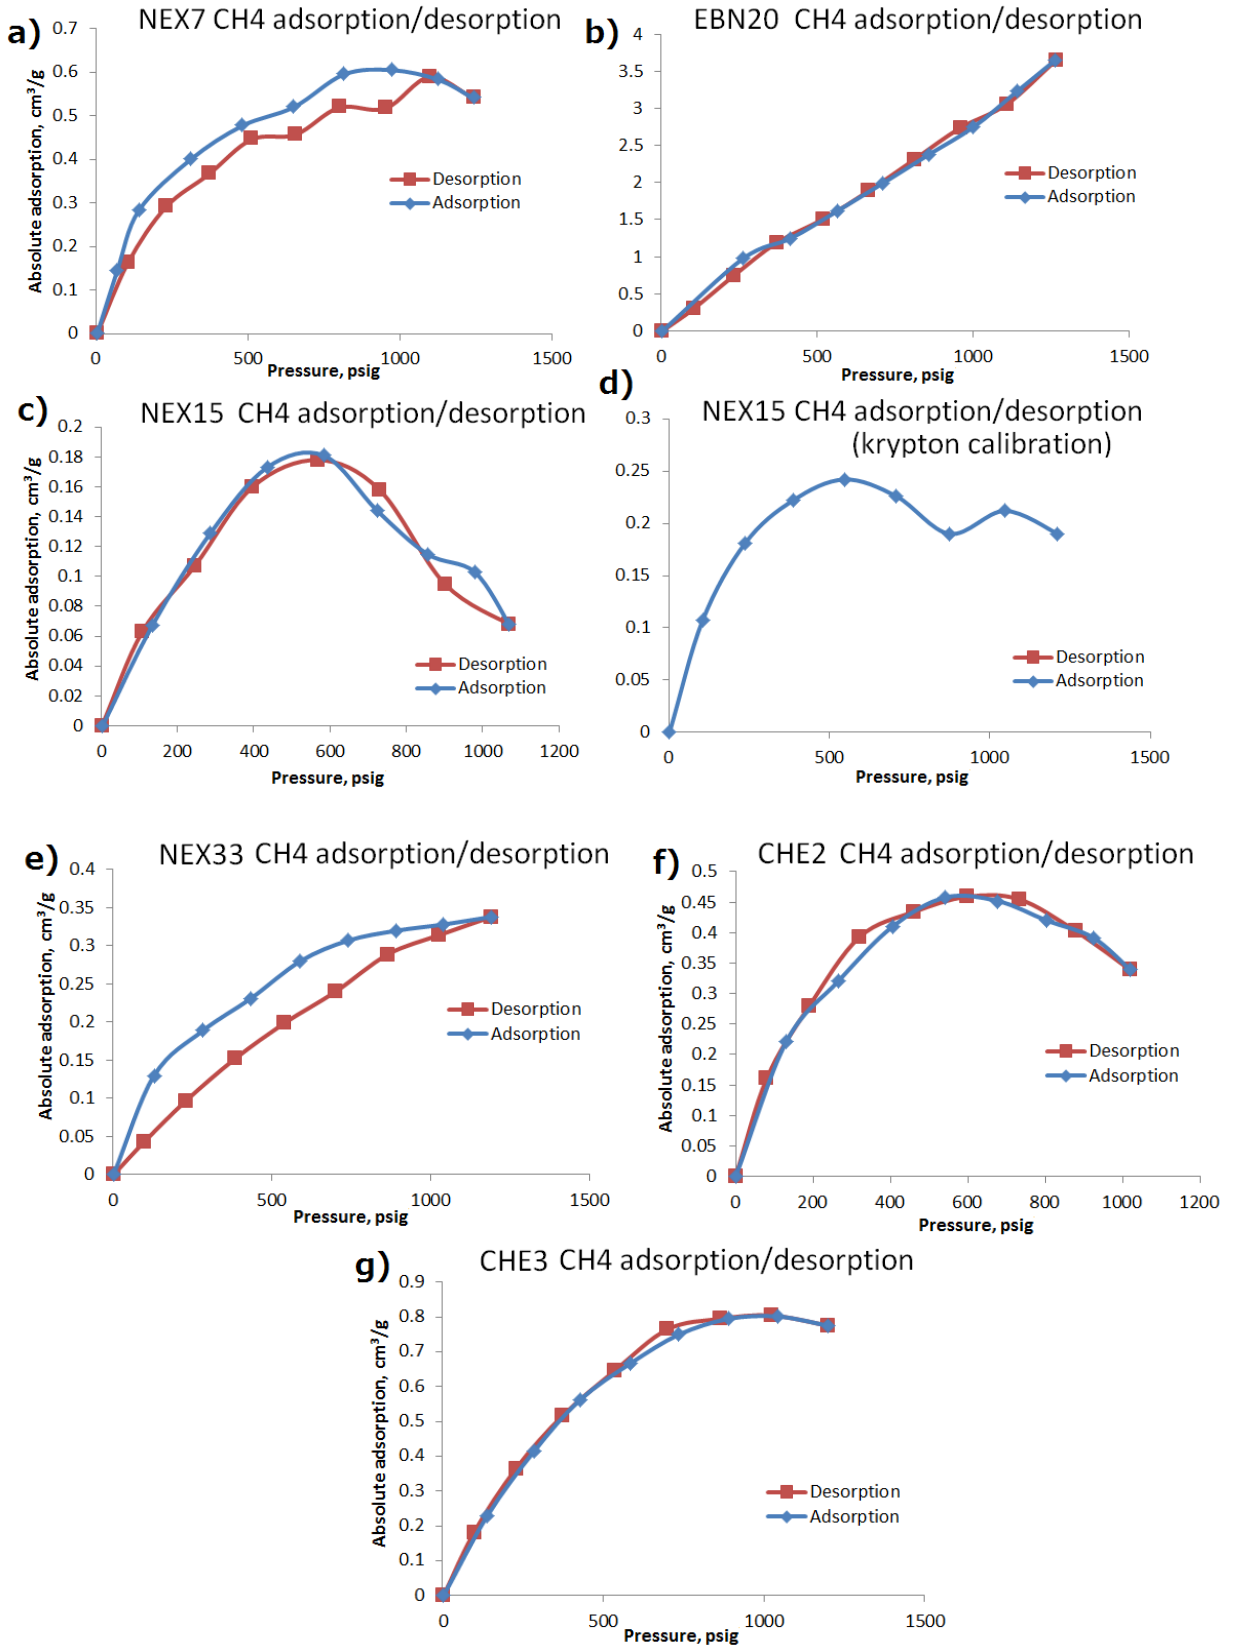 a) NEX7 CH4 adsorption/desorption
0.7
0.6
0.5
0.4
0.3
0.2
0.1
0
Absolute adsorption, cm³/g
Desorption
Adsorption
0 500 1000 1500
Pressure, psig
b) EBN20 CH4 adsorption/desorption
4
3.5
3
2.5
2
1.5
1
0.5
0
Desorption
Adsorption
0 500 1000 1500
Pressure, psig
c) NEX15 CH4 adsorption/desorption
0.2
0.18
0.16
0.14
0.12
0.1
0.08
0.06
0.04
0.02
0
Absolute adsorption, cm³/g
Desorption
Adsorption
0 200 400 600 800 1000 1200
Pressure, psig
d) NEX15 CH4 adsorption/desorption
(krypton calibration)
0.3
0.25
0.2
0.15
0.1
0.05
0
Desorption
Adsorption
0 500 1000 1500
Pressure, psig
e) NEX33 CH4 adsorption/desorption
0.4
0.35
0.3
0.25
0.2
0.15
0.1
0.05
0
Absolute adsorption, cm³/g
Desorption
Adsorption
0 500 1000 1500
Pressure, psig
f) CHE2 CH4 adsorption/desorption
0.5
0.45
0.4
0.35
0.3
0.25
0.2
0.15
0.1
0.05
0
Absolute adsorption, cm³/g
Desorption
Adsorption
0 200 400 600 800 1000 1200
Pressure, psig
g) CHE3 CH4 adsorption/desorption
0.9
0.8
0.7
0.6
0.5
0.4
0.3
0.2
0.1
0
Absolute adsorption, cm³/g
Desorption
Adsorption
0 500 1000 1500
Pressure, psig